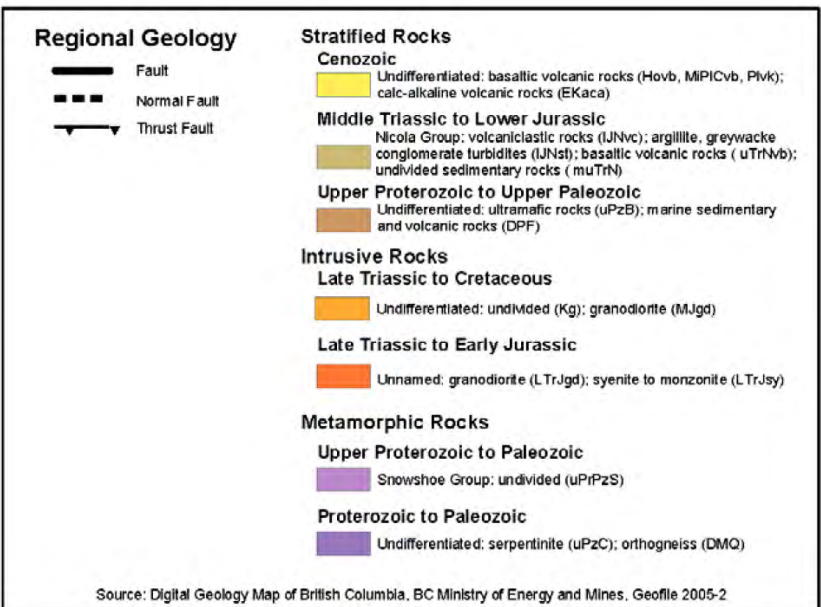 Regional Geology
Fault
Normal Fault
Thrust Fault
Stratified Rocks
Cenozoic
Undifferentiated: basaltic volcanic rocks (Hovb, MiPlCvb, Plvk);
calc-alkaline volcanic rocks (EKaca)
Middle Triassic to Lower Jurassic
Nicola Group: volcaniclastic rocks (lJNvc); argillite, greywacke
conglomerate turbidites (lJNst); basaltic volcanic rocks ( uTrNvb);
undivided sedimentary rocks ( muTrN)
Upper Proterozoic to Upper Paleozoic
Undifferentiated: ultramafic rocks (uPzB); marine sedimentary
and volcanic rocks (DPF)
Intrusive Rocks
Late Triassic to Cretaceous
Undifferentiated: undivided (Kg); granodiorite (MJgd)
Late Triassic to Early Jurassic
Unnamed: granodiorite (LTrJgd); syenite to monzonite (LTrJsy)
Metamorphic Rocks
Upper Proterozoic to Paleozoic
Snowshoe Group: undivided (uPrPzS)
Proterozoic to Paleozoic
Undifferentiated: serpentinite (uPzC); orthogneiss (DMQ)
Source: Digital Geology Map of British Columbia, BC Ministry of Energy and Mines, Geofile 2005-2